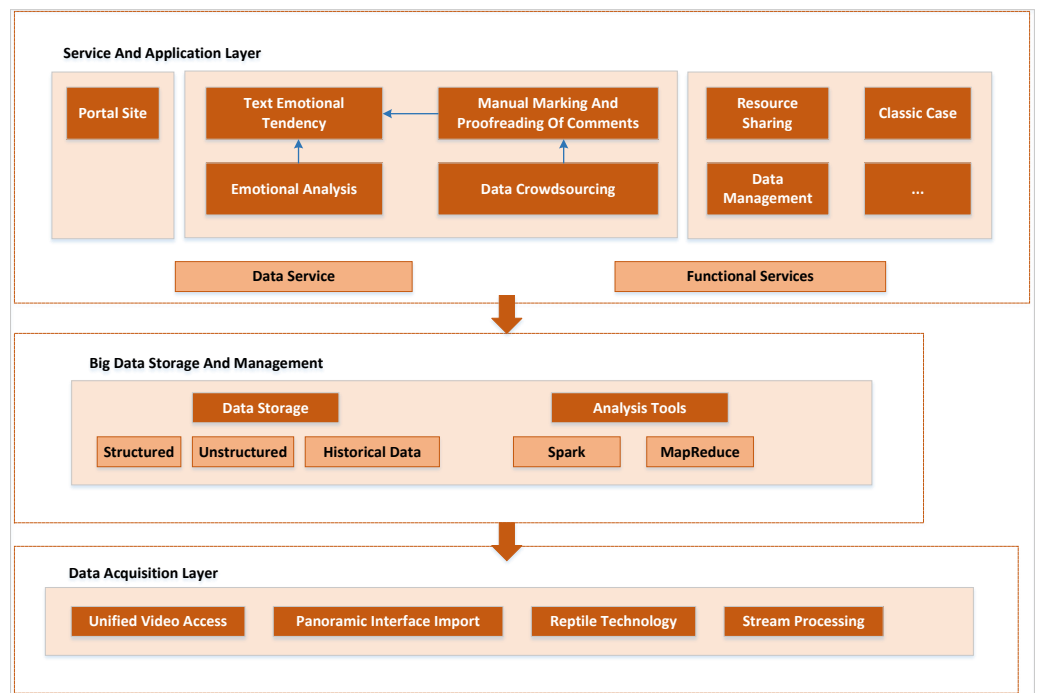 Service And Application Layer
Portal Site
Text Emotional
Tendency
Manual Marking And
Proofreading Of Comments
Emotional Analysis
Data Crowdsourcing
Resource
Sharing
Classic Case
Data
Management
...
Data Service
Functional Services
Big Data Storage And Management
Data Storage
Analysis Tools
Structured
Unstructured
Historical Data
Spark
MapReduce
Data Acquisition Layer
Unified Video Access
Panoramic Interface Import
Reptile Technology
Stream Processing